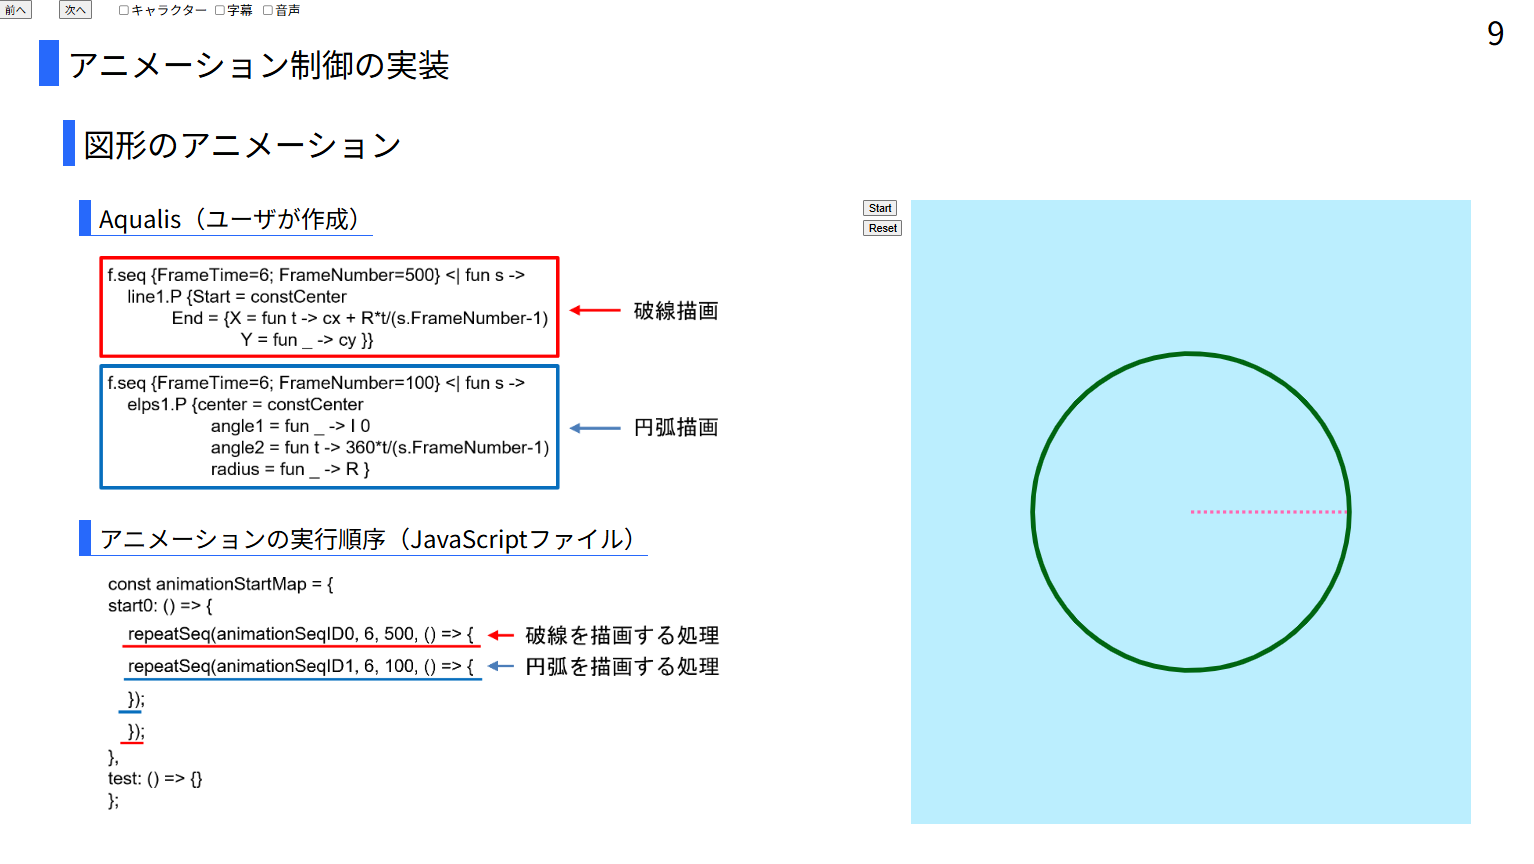 前へ 次へ キャラクター 字幕 音声
9
アニメーション制御の実装
図形のアニメーション
Aqualis（ユーザが作成）
Start
Reset
f.seq {FrameTime=6; FrameNumber=500} <| fun s ->
line1.P {Start = constCenter
End = {X = fun t -> cx + R*t/(s.FrameNumber-1)
Y = fun _ -> cy }}
破線描画
f.seq {FrameTime=6; FrameNumber=100} <| fun s ->
elps1.P {center = constCenter
angle1 = fun _ -> I 0
angle2 = fun t -> 360*t/(s.FrameNumber-1)
radius = fun _ -> R }
円弧描画
アニメーションの実行順序（JavaScriptファイル）
const animationStartMap = {
start0: () => {
repeatSeq(animationSeqID0, 6, 500, () => { 破線を描画する処理
repeatSeq(animationSeqID1, 6, 100, () => { 円弧を描画する処理
});
});
},
test: () => {}
};